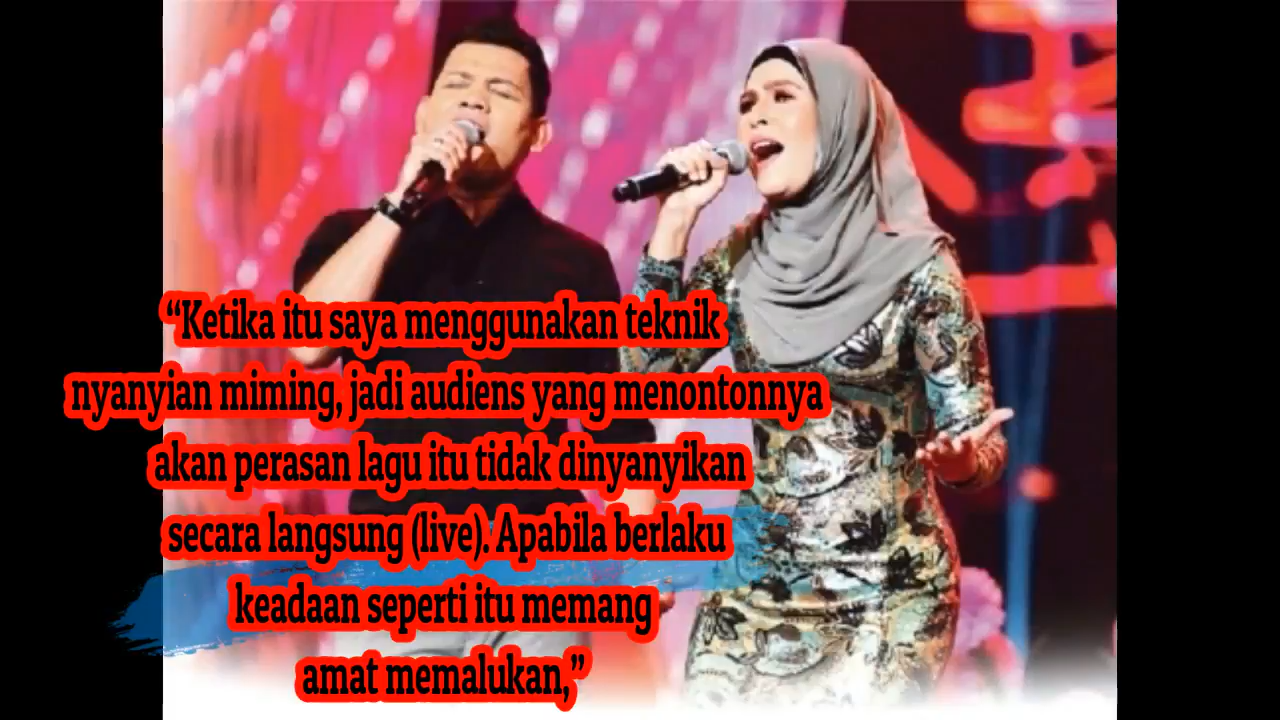 “Ketika itu saya menggunakan teknik
nyanyian miming, jadi audiens yang menontonnya
akan perasan lagu itu tidak dinyanyikan
secara langsung (live). Apabila berlaku
keadaan seperti itu memang
amat memalukan,”